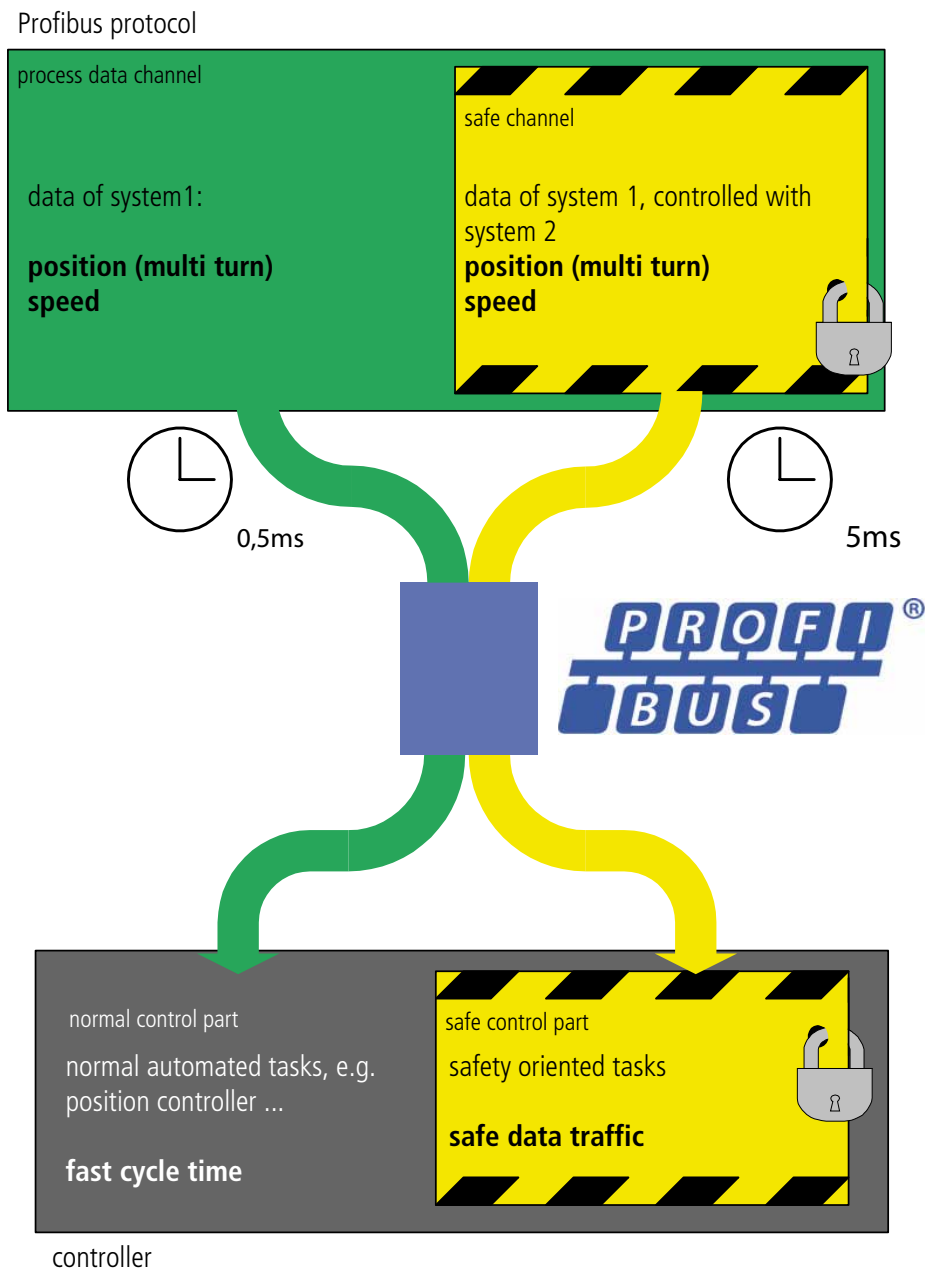 Profibus protocol
process data channel
data of system1:
position (multi turn)
speed
safe channel
data of system 1, controlled with
system 2
position (multi turn)
speed
0,5ms
5ms
PROFI®
BUS
normal control part
normal automated tasks, e.g.
position controller ...
fast cycle time
safe control part
safety oriented tasks
safe data traffic
controller